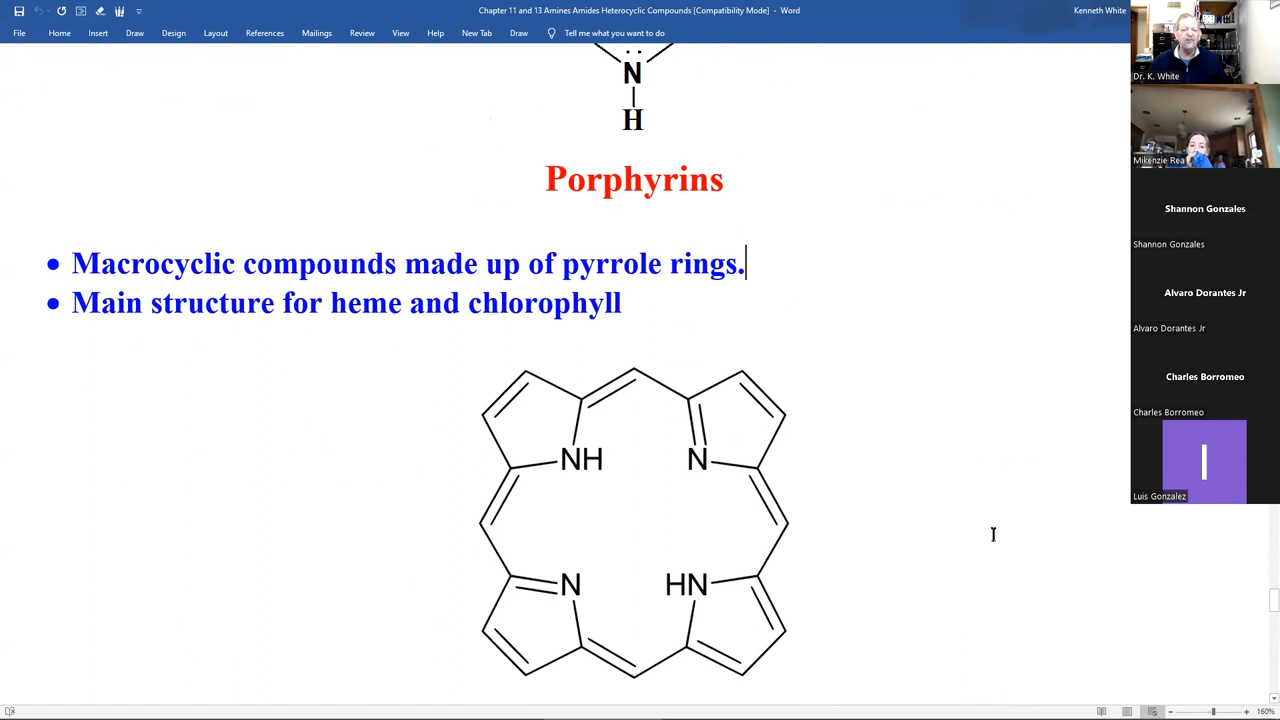 Chapter 11 and 13 Amines Amides Heterocyclic Compounds [Compatibility Mode] - Word
Kenneth White
File Home Insert Draw Design Layout References Mailings Review View Help New Tab Draw Tell me what you want to do
N
H
Porphyrins
• Macrocyclic compounds made up of pyrrole rings.
• Main structure for heme and chlorophyll
NH N
N HN
Dr. K. White
Mikenzie Rea
Shannon Gonzales
Shannon Gonzales
Alvaro Dorantes Jr
Alvaro Dorantes Jr
Charles Borromeo
Charles Borromeo
l
Luis Gonzalez
160%